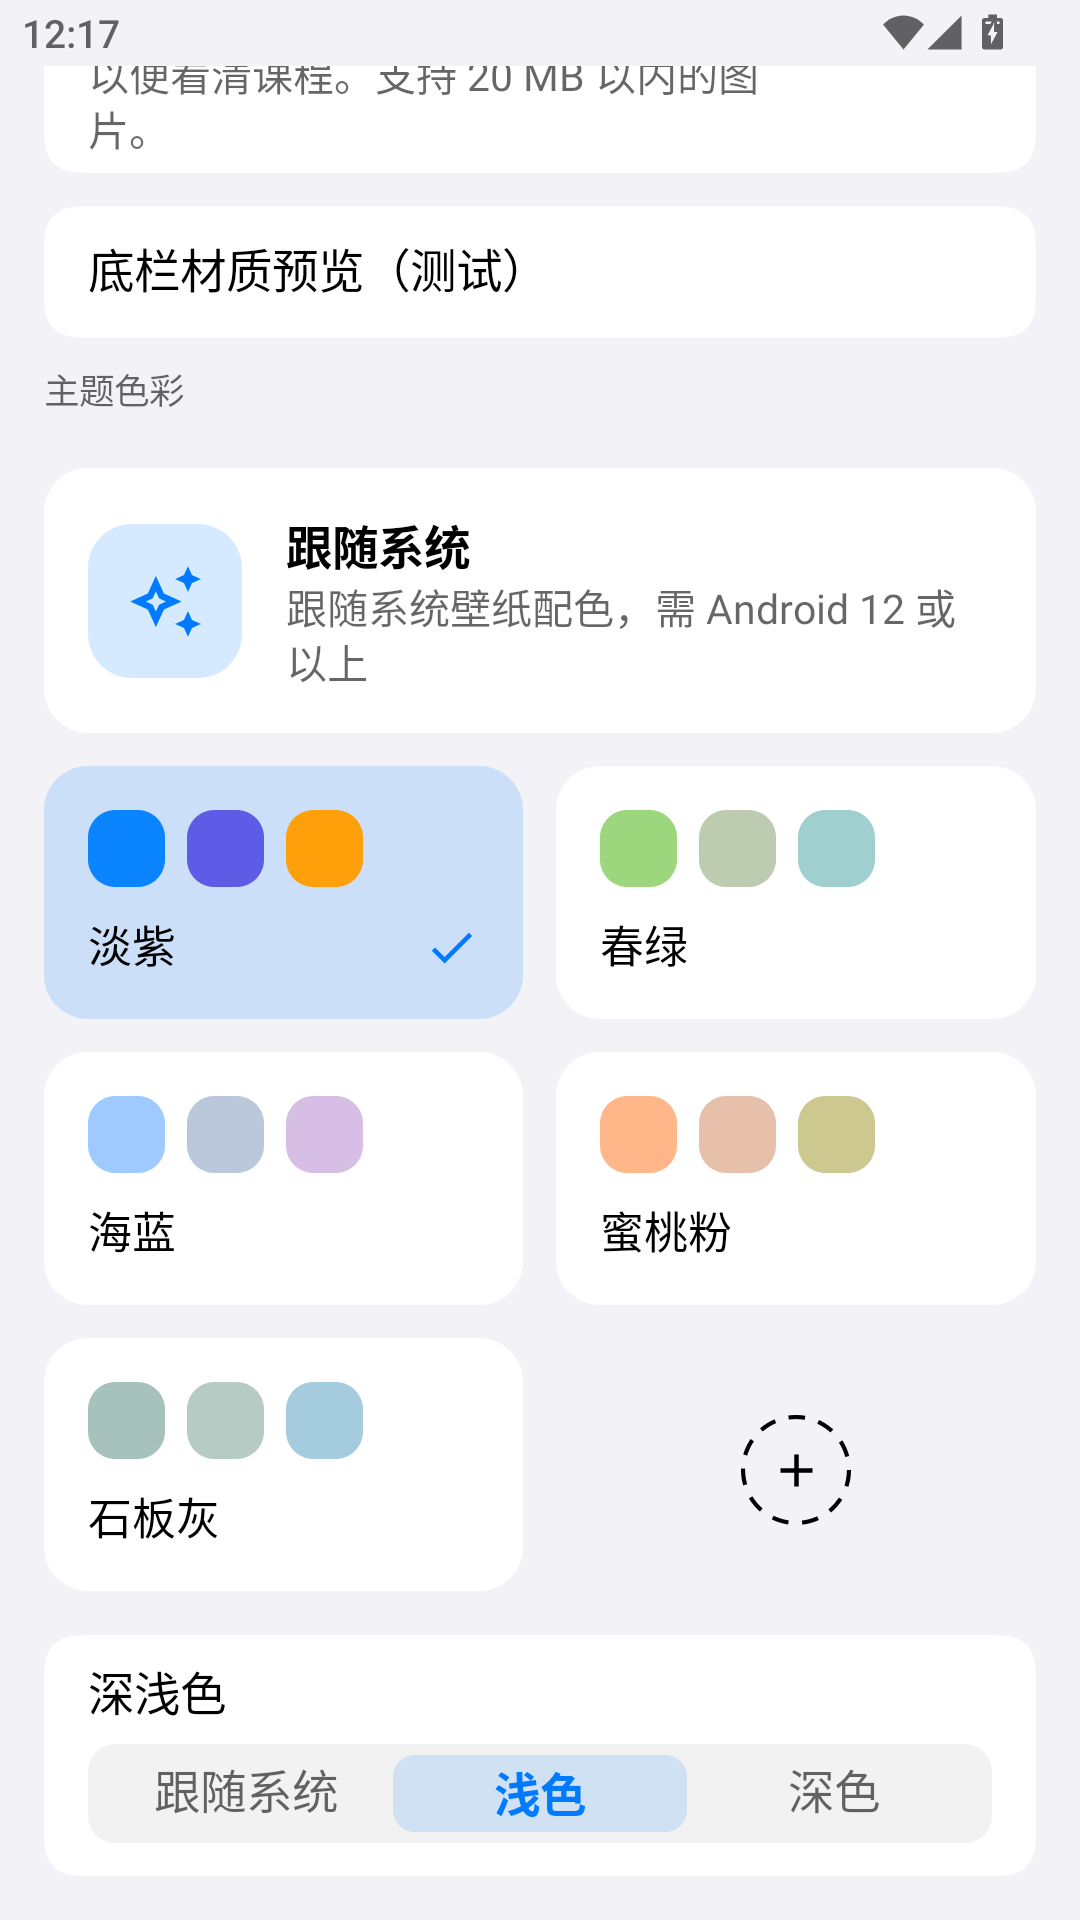 12:17
以便看清课程。支持 20 MB 以内的图
片。
底栏材质预览（测试）
主题色彩
跟随系统
跟随系统壁纸配色，需 Android 12 或
以上
淡紫
春绿
海蓝
蜜桃粉
石板灰
深浅色
跟随系统
浅色
深色